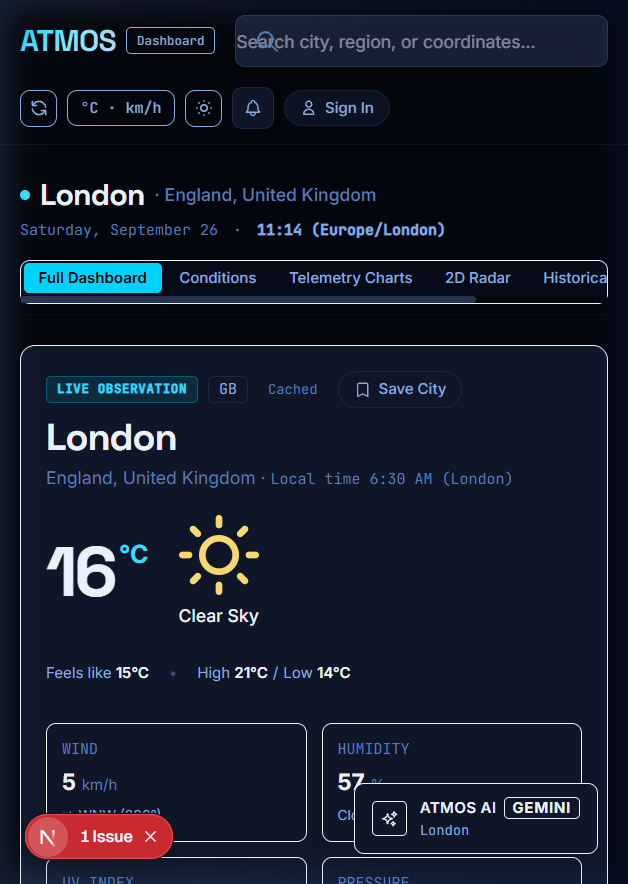 ATMOS Dashboard Search city, region, or coordinates...
°C · km/h Sign In
London · England, United Kingdom
Saturday, September 26 · 11:14 (Europe/London)
Full Dashboard Conditions Telemetry Charts 2D Radar Historica
LIVE OBSERVATION GB Cached Save City
London
England, United Kingdom · Local time 6:30 AM (London)
16 °C
Clear Sky
Feels like 15°C • High 21°C / Low 14°C
WIND HUMIDITY
5 km/h 57 %
WNW
ATMOS AI GEMINI
London
N 1 Issue
UV INDEX PRESSURE